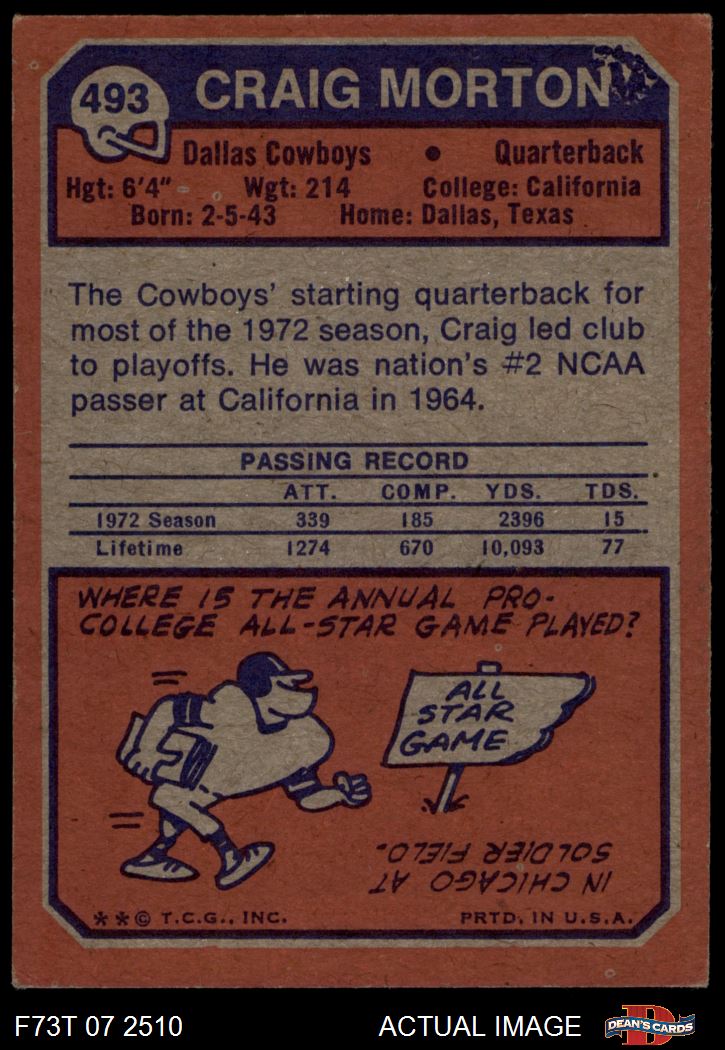 493 CRAIG MORTON
Dallas Cowboys • Quarterback
Hgt: 6'4" Wgt: 214 College: California
Born: 2-5-43 Home: Dallas, Texas
The Cowboys' starting quarterback for
most of the 1972 season, Craig led club
to playoffs. He was nation's #2 NCAA
passer at California in 1964.
PASSING RECORD
ATT. COMP. YDS. TDS.
1972 Season 339 185 2396 15
Lifetime 1274 670 10,093 77
WHERE IS THE ANNUAL PRO-
COLLEGE ALL-STAR GAME PLAYED?
ALL
STAR
GAME
IN CHICAGO AT
SOLDIER FIELD.
**© T.C.G., INC. PRTD. IN U.S.A.
F73T 07 2510 ACTUAL IMAGE D DEAN'S CARDS